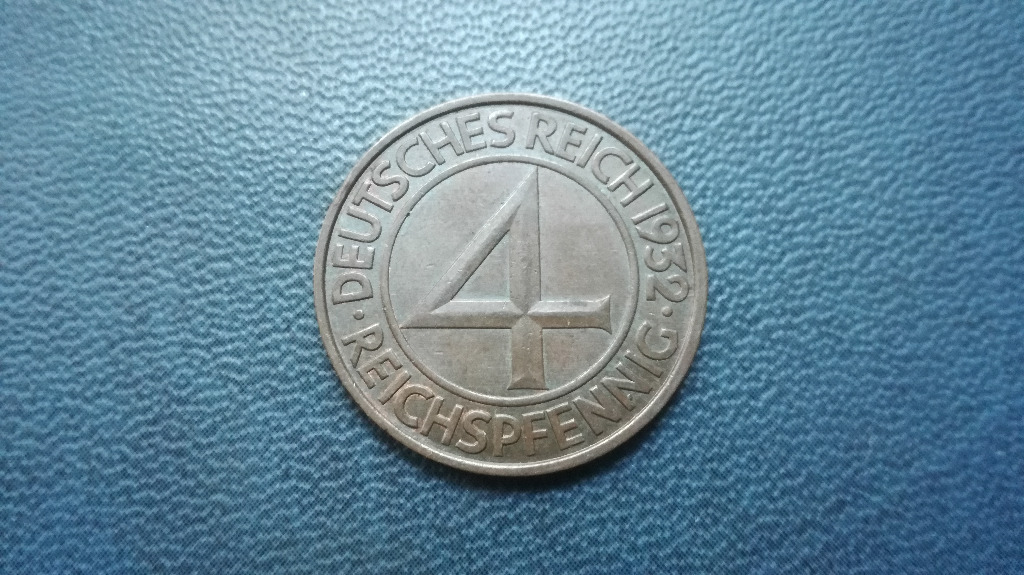 DEUTSCHES REICH 1932
4
· REICHSPFENNIG ·